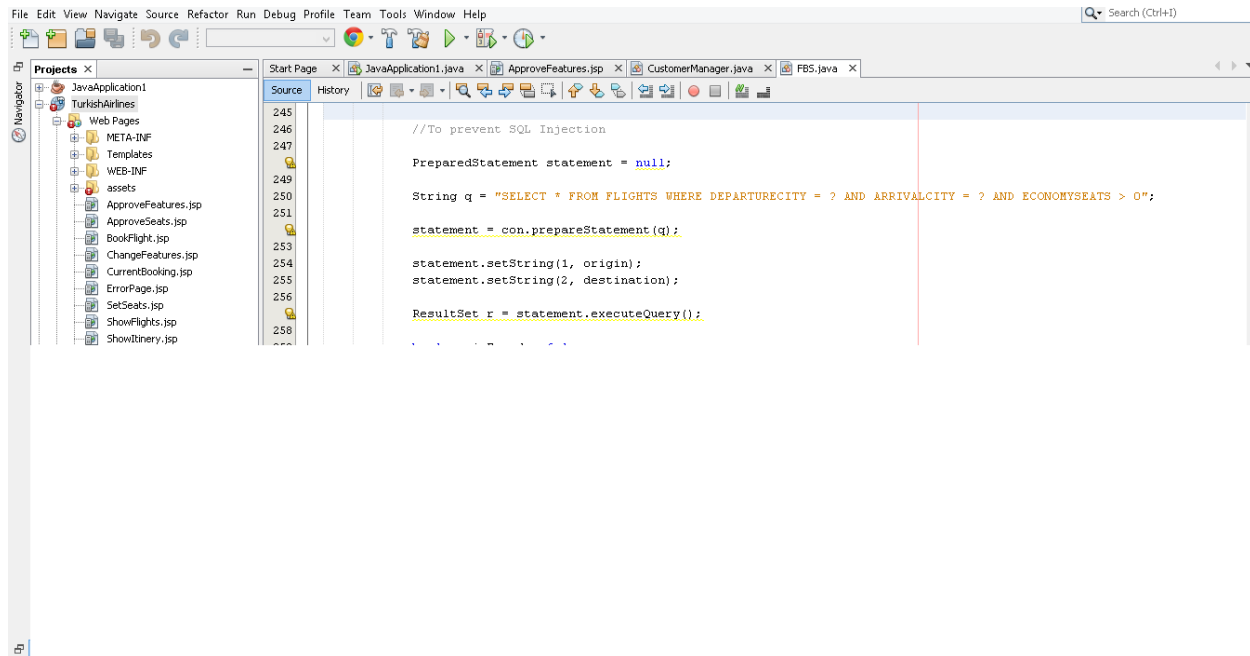 File Edit View Navigate Source Refactor Run Debug Profile Team Tools Window Help
Search (Ctrl+I)
Projects
Start Page JavaApplication1.java ApproveFeatures.jsp CustomerManager.java FBS.java
Navigator
JavaApplication1
TurkishAirlines
Web Pages
META-INF
Templates
WEB-INF
assets
ApproveFeatures.jsp
ApproveSeats.jsp
BookFlight.jsp
ChangeFeatures.jsp
CurrentBooking.jsp
ErrorPage.jsp
SetSeats.jsp
ShowFlights.jsp
ShowItinery.jsp
Source History
245
246 //To prevent SQL Injection
247
PreparedStatement statement = null;
249
250 String q = "SELECT * FROM FLIGHTS WHERE DEPARTURECITY = ? AND ARRIVALCITY = ? AND ECONOMYSEATS > 0";
251
statement = con.prepareStatement(q);
253
254 statement.setString(1, origin);
255 statement.setString(2, destination);
256
ResultSet r = statement.executeQuery();
258